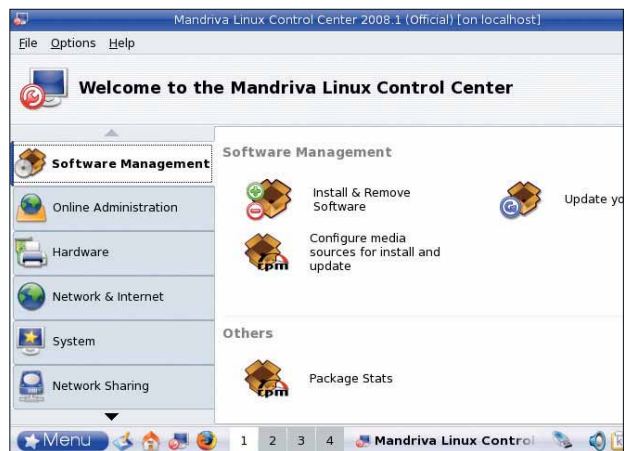 Mandriva Linux Control Center 2008.1 (Official) [on localhost]
File Options Help
Welcome to the Mandriva Linux Control Center
Software Management
Online Administration
Hardware
Network & Internet
System
Network Sharing
Software Management
Install & Remove
Software
Update
Configure media
sources for install and
update
rpm
Others
Package Stats
rpm
Menu 1 2 3 4 Mandriva Linux